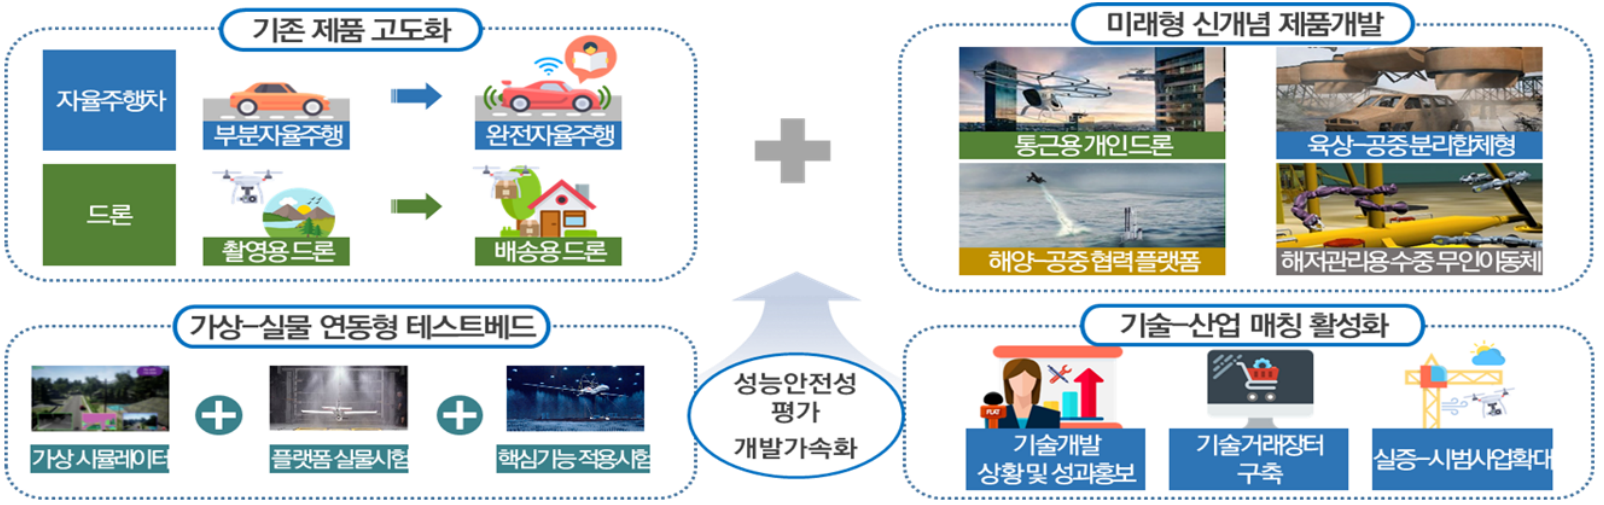 기존 제품 고도화
자율주행차
부분자율주행
완전자율주행
드론
촬영용 드론
배송용 드론
미래형 신개념 제품개발
통근용 개인 드론
육상-공중 분리합체형
해양-공중 협력 플랫폼
해저관리용 수중 무인이동체
가상-실물 연동형 테스트베드
가상 시뮬레이터
플랫폼 실물시험
핵심기능 적용시험
성능안전성
평가
개발가속화
기술-산업 매칭 활성화
PLAY
기술개발
상황 및 성과홍보
기술거래장터
구축
실증-시범사업확대